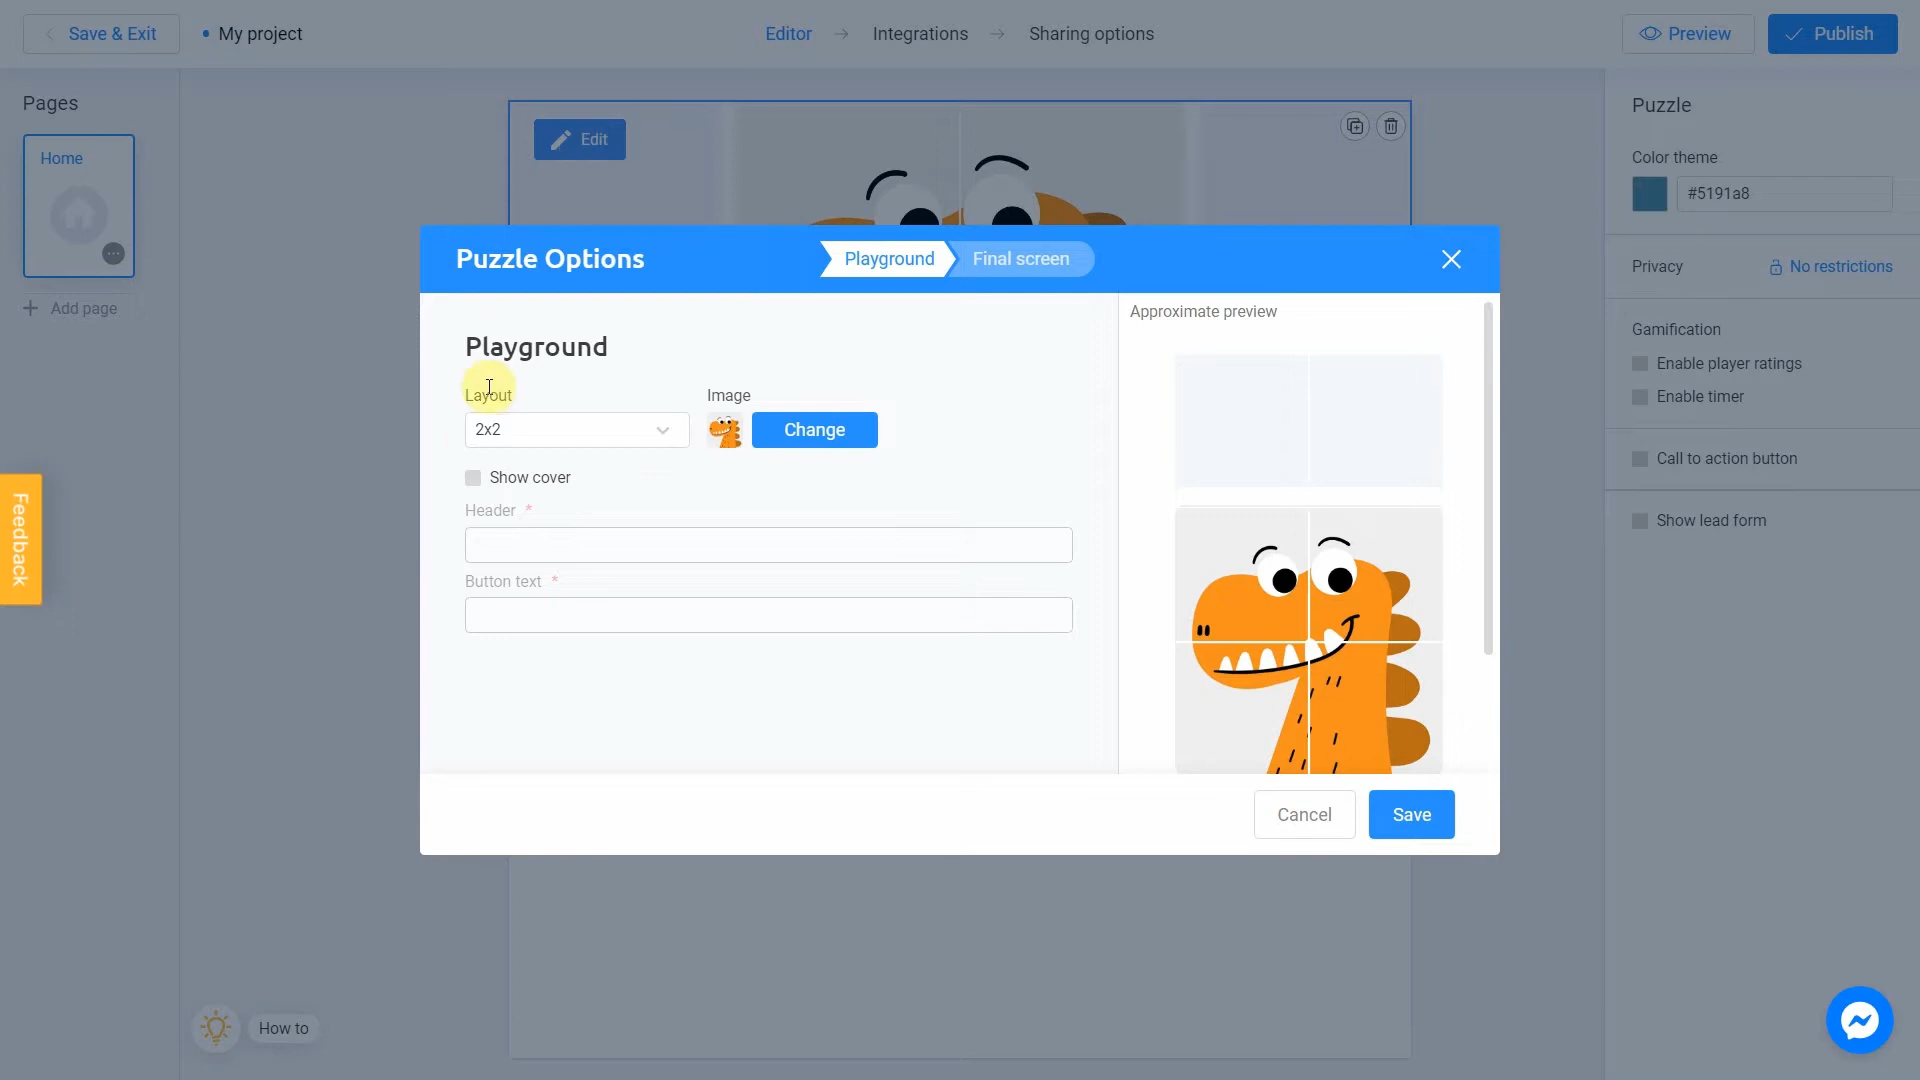 Save & Exit
My project
Editor
Integrations
Sharing options
Preview
Publish
Pages
Home
Add page
Edit
Puzzle
Color theme
#5191a8
Privacy
No restrictions
Gamification
Enable player ratings
Enable timer
Call to action button
Show lead form
Puzzle Options
Playground
Final screen
Playground
Layout
Image
2x2
Change
Show cover
Header *
Button text *
Approximate preview
Cancel
Save
Feedback
How to